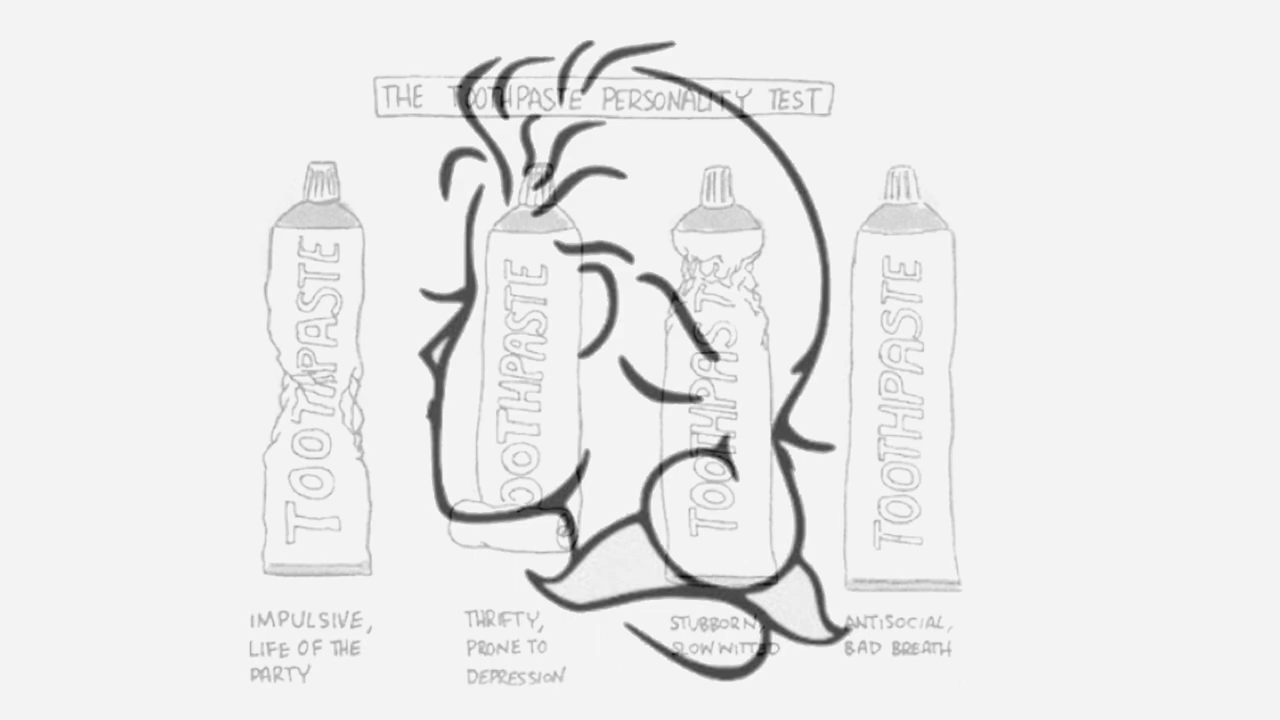 THE TOOTHPASTE PERSONALITY TEST
TOOTHPASTE
TOOTHPASTE
TOOTHPASTE
TOOTHPASTE
IMPULSIVE,
LIFE OF THE
PARTY
THRIFTY,
PRONE TO
DEPRESSION
STUBBORN,
SLOW WITTED
ANTISOCIAL,
BAD BREATH